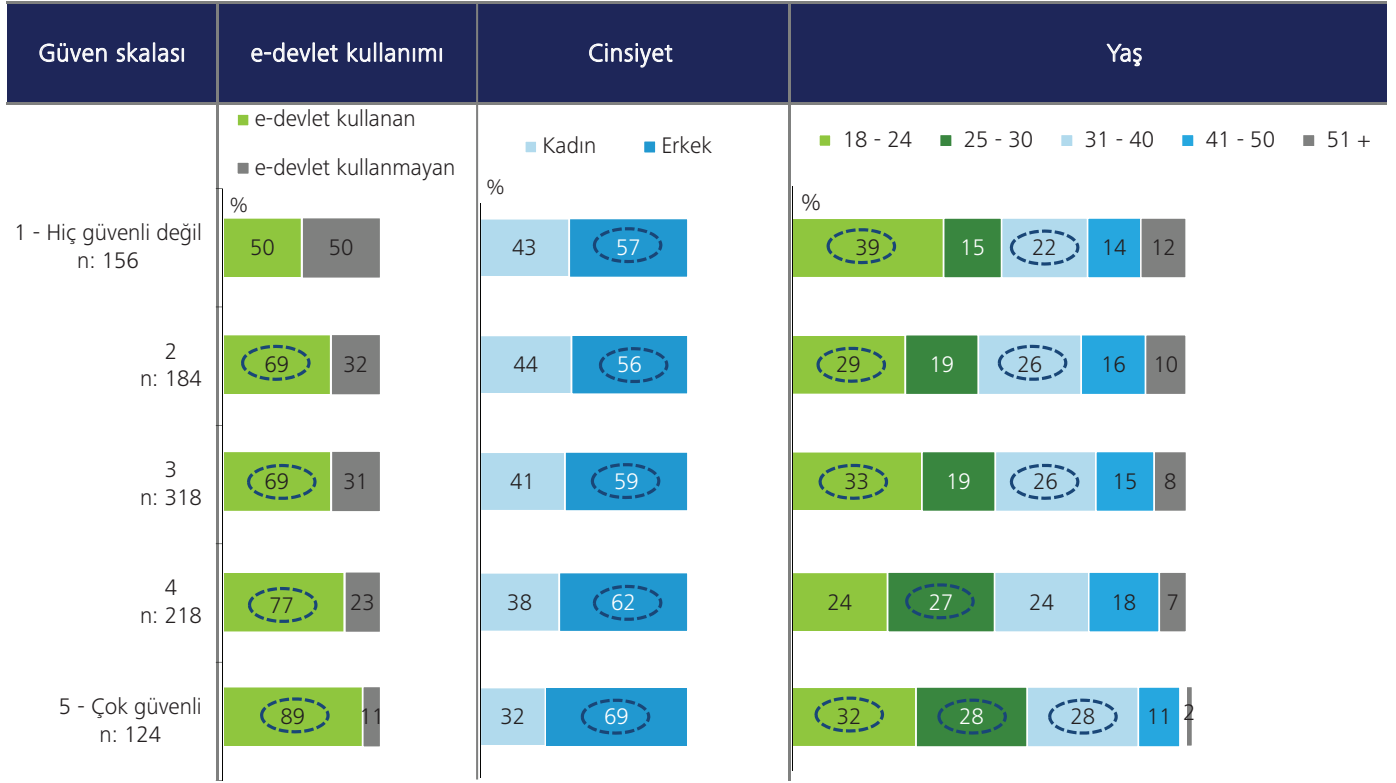 Güven skalası
e-devlet kullanımı
Cinsiyet
Yaş
e-devlet kullanan
e-devlet kullanmayan
Kadın Erkek
18 - 24 25 - 30 31 - 40 41 - 50 51 +
%
%
%
1 - Hiç güvenli değil
n: 156
50 50
43 57
39 15 22 14 12
2
n: 184
69 32
44 56
29 19 26 16 10
3
n: 318
69 31
41 59
33 19 26 15 8
4
n: 218
77 23
38 62
24 27 24 18 7
5 - Çok güvenli
n: 124
89 11
32 69
32 28 28 11 2